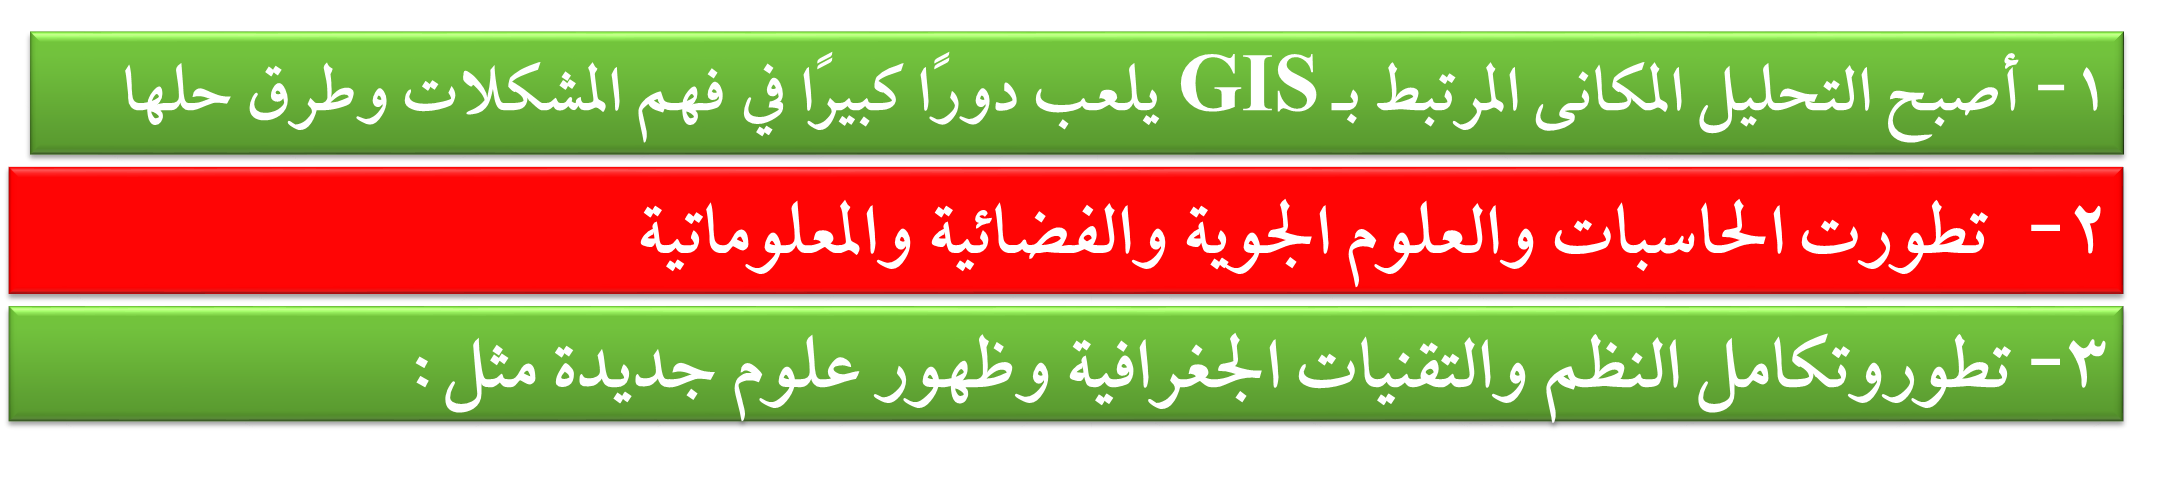 ١- أصبح التحليل المكانى المرتبط بـ GIS يلعب دورًا كبيرًا في فهم المشكلات وطرق حلها
٢- تطورت الحاسبات والعلوم الجوية والفضائية والمعلوماتية
٣- تطوروتكامل النظم والتقنيات الجغرافية وظهور علوم جديدة مثل :